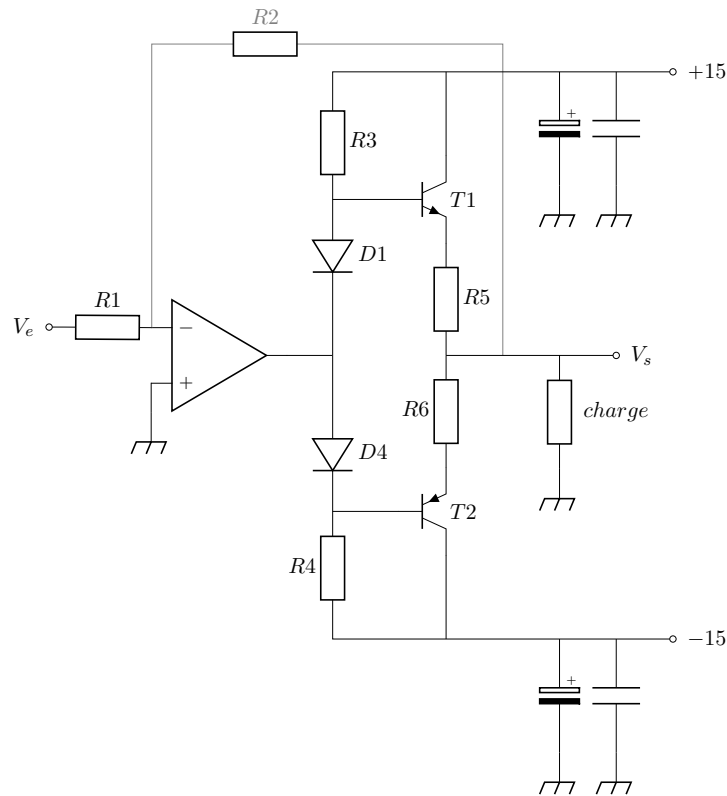 R2
+15
+
R3
T1
D1
R1
R5
V_e
−
V_s
+
R6
charge
D4
T2
R4
−15
+